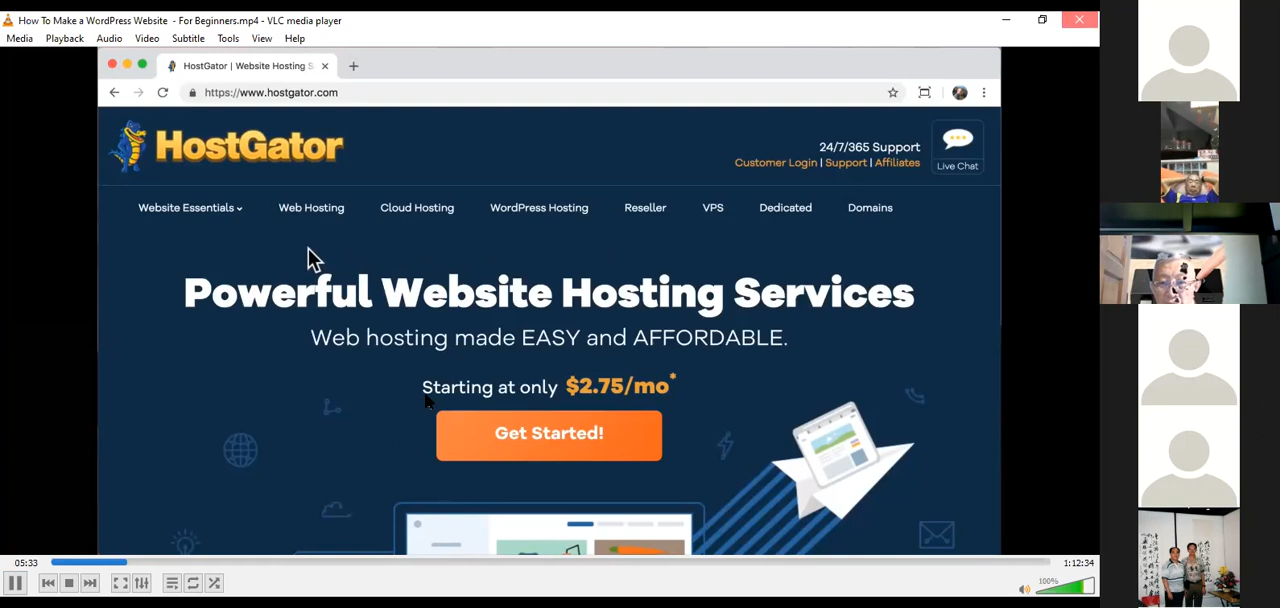 How To Make a WordPress Website - For Beginners.mp4 - VLC media player
Media Playback Audio Video Subtitle Tools View Help
HostGator | Website Hosting S
https://www.hostgator.com
HostGator
24/7/365 Support
Customer Login | Support | Affiliates
Live Chat
Website Essentials Web Hosting Cloud Hosting WordPress Hosting Reseller VPS Dedicated Domains
Powerful Website Hosting Services
Web hosting made EASY and AFFORDABLE.
Starting at only $2.75/mo*
Get Started!
05:33 1:12:34
100%